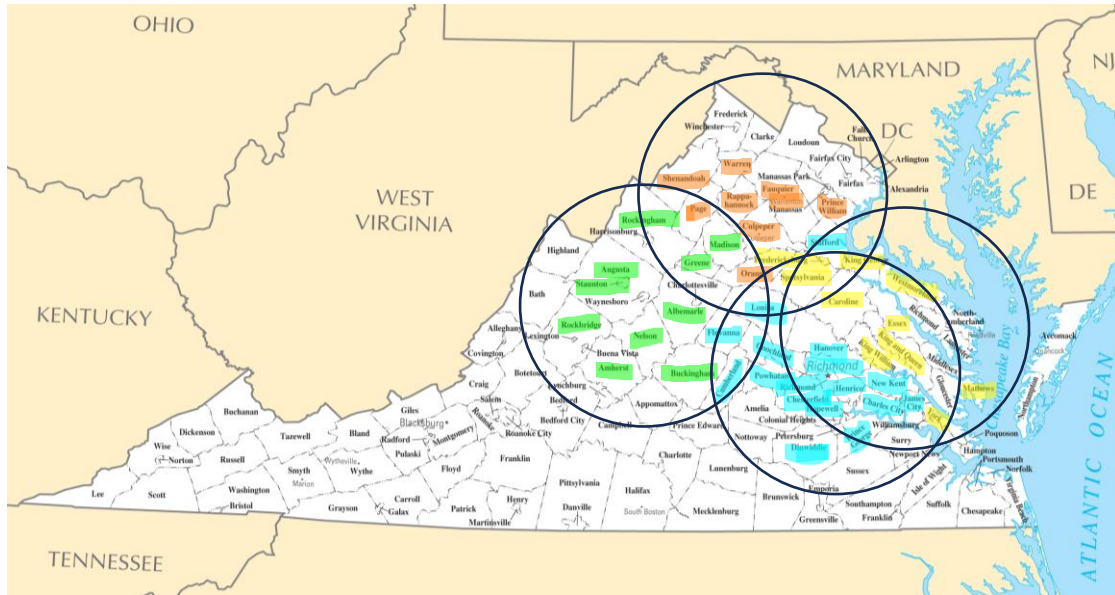 OHIO
MARYLAND
NJ
DC
DE
WEST
VIRGINIA
KENTUCKY
TENNESSEE
ATLANTIC OCEAN
Chesapeake Bay
Frederick
Winchester
Clarke
Loudoun
Falls
Church
Fairfax City
Arlington
Warren
Shenandoah
Manassas Park
Fairfax
Fauquier
Alexandria
Rappa-
hannock
Manassas
Prince
William
Page
Rockingham
Culpeper
Harrisonburg
Madison
Stafford
Highland
Greene
King
Augusta
Spotsylvania
Staunton
Charlottesville
Caroline
Bath
Waynesboro
Louisa
North-
umberland
Richmond
Albemarle
Essex
Lancaster
Alleghany
Rockbridge
Lexington
Nelson
Fluvanna
Goochland
Hanover
King and Queen
King William
Middlesex
Accomack
Covington
Buena Vista
Richmond
Mathews
Northampton
Craig
Botetourt
Amherst
Buckingham
Cumberland
Powhatan
Richmond
Henrico
New Kent
Gloucester
Lynchburg
Chesterfield
Charles City
James
City
Salem
Bedford
Appomattox
Amelia
Hopewell
York
Giles
Roanoke
Bedford City
Campbell
Prince Edward
Colonial Heights
Williamsburg
Poquoson
Buchanan
Blacksburg
Montgomery
Roanoke City
Nottoway
Petersburg
Surry
Newport News
Hampton
Dickenson
Tazewell
Bland
Radford
Pulaski
Dinwiddie
Portsmouth
Norfolk
Wise
Norton
Russell
Wytheville
Wythe
Floyd
Franklin
Charlotte
Lunenburg
Sussex
Isle of Wight
Virginia Beach
Smyth
Marion
Pittsylvania
Halifax
Emporia
Lee
Scott
Washington
Bristol
Grayson
Carroll
Galax
Patrick
Henry
Martinsville
Danville
South Boston
Mecklenburg
Brunswick
Greensville
Southampton
Franklin
Suffolk
Chesapeake